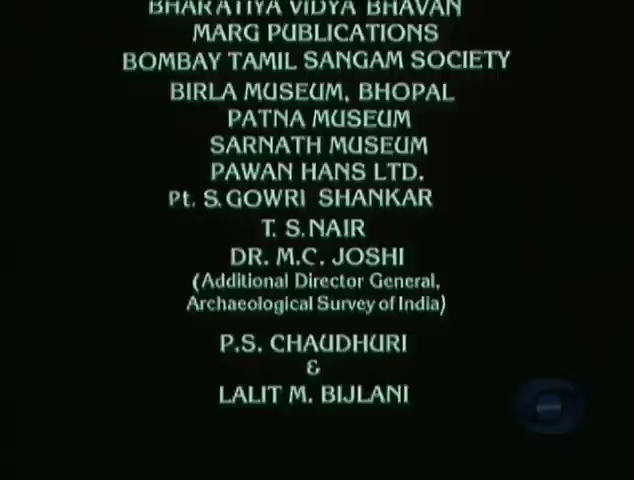 BHARATIYA VIDYA BHAVAN
MARG PUBLICATIONS
BOMBAY TAMIL SANGAM SOCIETY
BIRLA MUSEUM, BHOPAL
PATNA MUSEUM
SARNATH MUSEUM
PAWAN HANS LTD.
Pt. S. GOWRI SHANKAR
T. S. NAIR
DR. M.C. JOSHI
(Additional Director General,
Archaeological Survey of India)
P.S. CHAUDHURI
&
LALIT M. BIJLANI